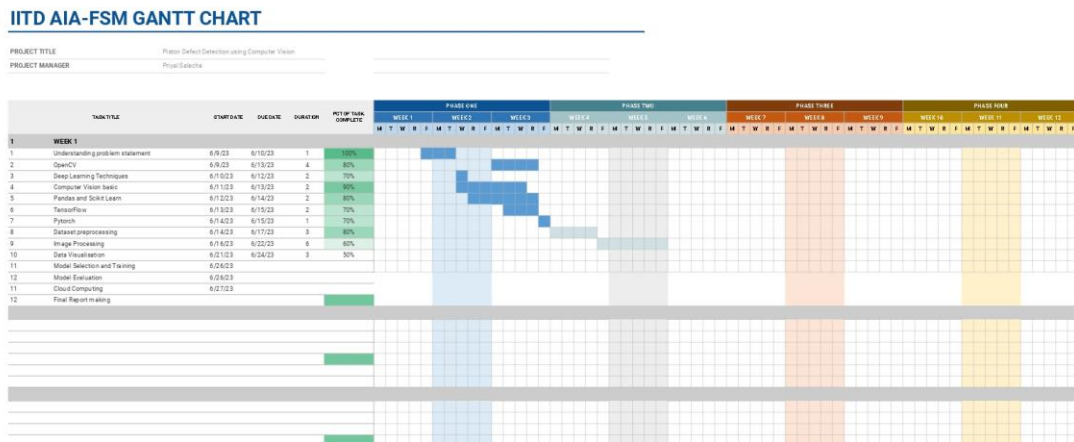 IITD AIA-FSM GANTT CHART
PROJECT TITLE Piston Defect Detection using Computer Vision
PROJECT MANAGER Priyal Salecha
PHASE ONE PHASE TWO PHASE THREE PHASE FOUR
TASK TITLE START DATE DUE DATE DURATION PCT OF TASK COMPLETE WEEK 1 WEEK 2 WEEK 3 WEEK 4 WEEK 5 WEEK 6 WEEK 7 WEEK 8 WEEK 9 WEEK 10 WEEK 11 WEEK 12
M T W R F M T W R F M T W R F M T W R F M T W R F M T W R F M T W R F M T W R F M T W R F M T W R F M T W R F M T W R F
1 WEEK 1
1 Understanding problem statement 6/9/23 6/10/23 1 100%
2 OpenCV 6/9/23 6/13/23 4 80%
3 Deep Learning Techniques 6/10/23 6/12/23 2 70%
4 Computer Vision basic 6/11/23 6/13/23 2 90%
5 Pandas and Scikit Learn 6/12/23 6/14/23 2 80%
6 TensorFlow 6/13/23 6/15/23 2 70%
7 Pytorch 6/14/23 6/15/23 1 70%
8 Dataset preprocessing 6/14/23 6/17/23 3 80%
9 Image Processing 6/16/23 6/22/23 6 60%
10 Data Visualisation 6/21/23 6/24/23 3 50%
11 Model Selection and Training 6/26/23
12 Model Evaluation 6/26/23
11 Cloud Computing 6/27/23
12 Final Report making